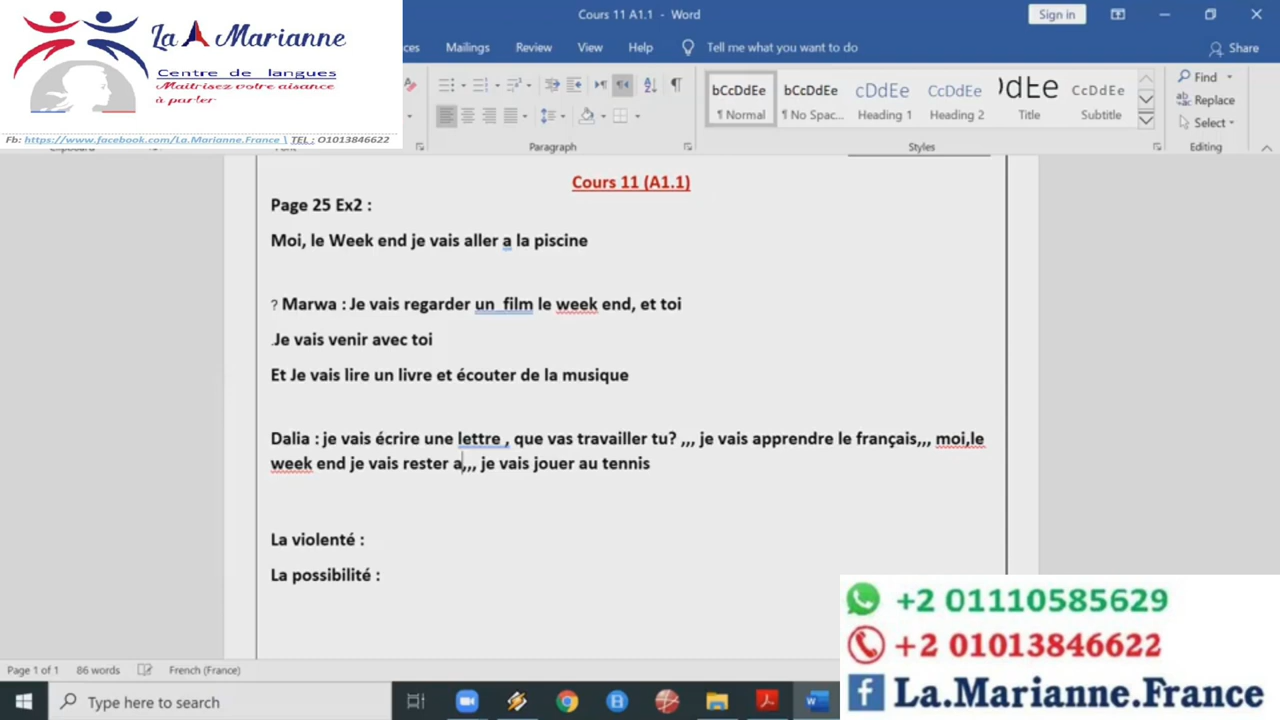 La Marianne
Centre de langues
Maitrisez votre aisance
à parler
Fb: https://www.facebook.com/La.Marianne.France \ TEL : O1013846622
Cours 11 A1.1 - Word
Sign in
Mailings Review View Help Tell me what you want to do
Share
bCcDdEe bCcDdEe cDdEe CcDdEe dEe CcDdEe
¶ Normal ¶ No Spac... Heading 1 Heading 2 Title Subtitle
Find
Replace
Select
Paragraph Styles Editing
Cours 11 (A1.1)
Page 25 Ex2 :
Moi, le Week end je vais aller a la piscine
? Marwa : Je vais regarder un film le week end, et toi
.Je vais venir avec toi
Et Je vais lire un livre et écouter de la musique
Dalia : je vais écrire une lettre , que vas travailler tu? ,,, je vais apprendre le français,,, moi,le
week end je vais rester a,,, je vais jouer au tennis
La violenté :
La possibilité :
+2 01110585629
+2 01013846622
La.Marianne.France
Page 1 of 1 86 words French (France)
Type here to search